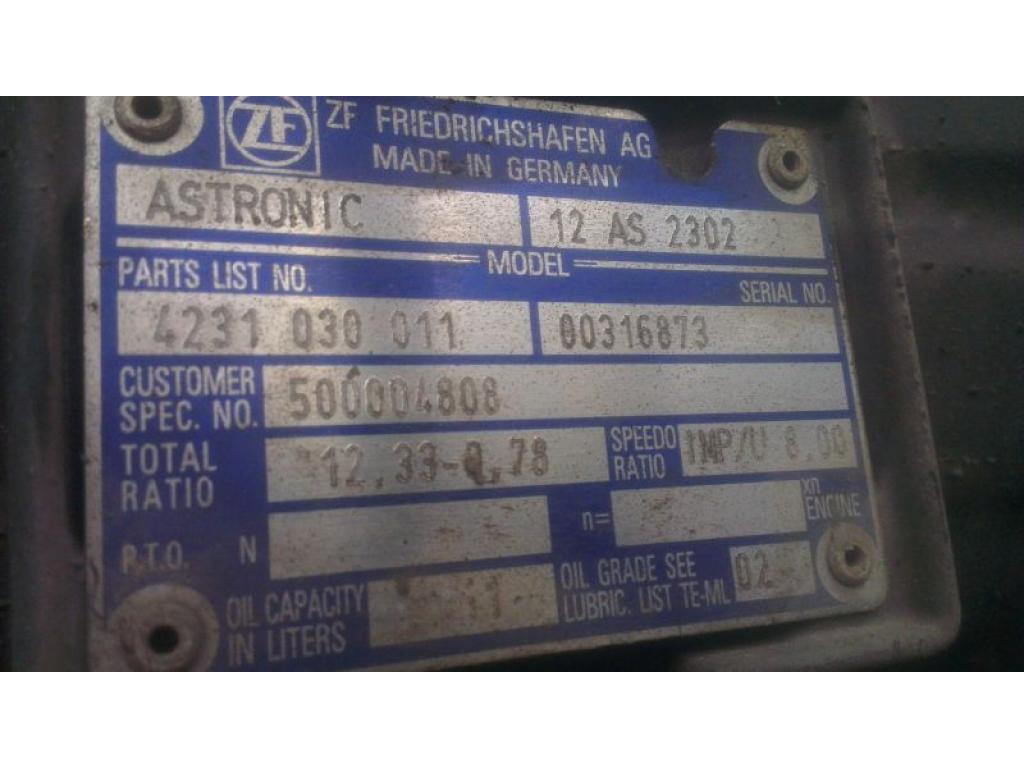 ZF
ZF FRIEDRICHSHAFEN AG
MADE IN GERMANY
ASTRONIC 12 AS 2302
MODEL
PARTS LIST NO. SERIAL NO.
4231 030 011 00316873
CUSTOMER
SPEC. NO. 500004808
TOTAL
RATIO 12,33-0,78 SPEEDO
RATIO IMP/U 8,00
P.T.O. N n= xn
ENGINE
OIL CAPACITY
IN LITERS 11 OIL GRADE SEE
LUBRIC. LIST TE-ML 02